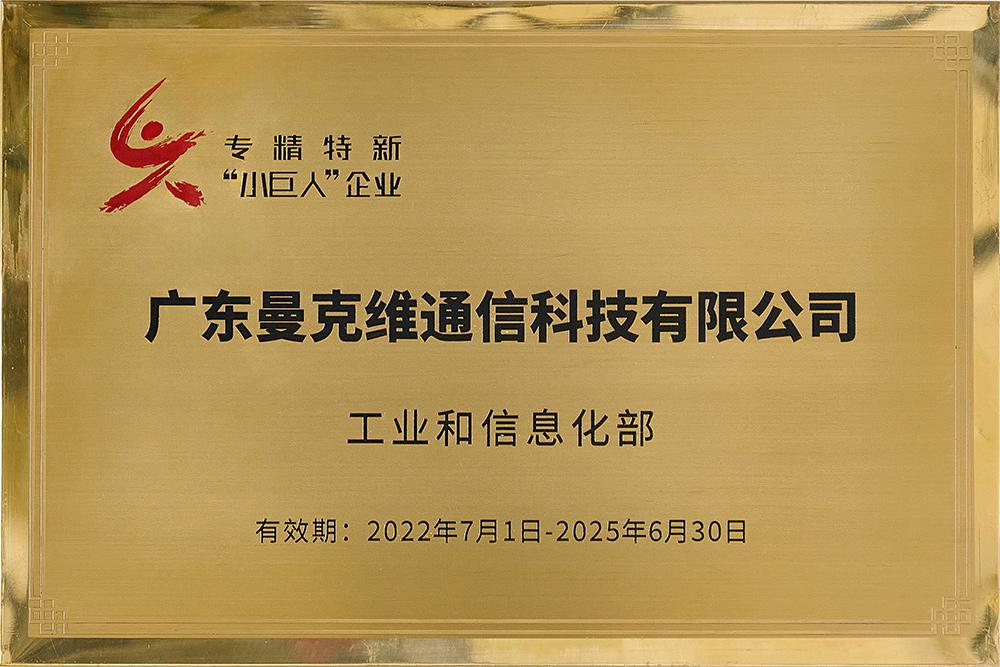 专精特新
“小巨人”企业
广东曼克维通信科技有限公司
工业和信息化部
有效期：2022年7月1日-2025年6月30日